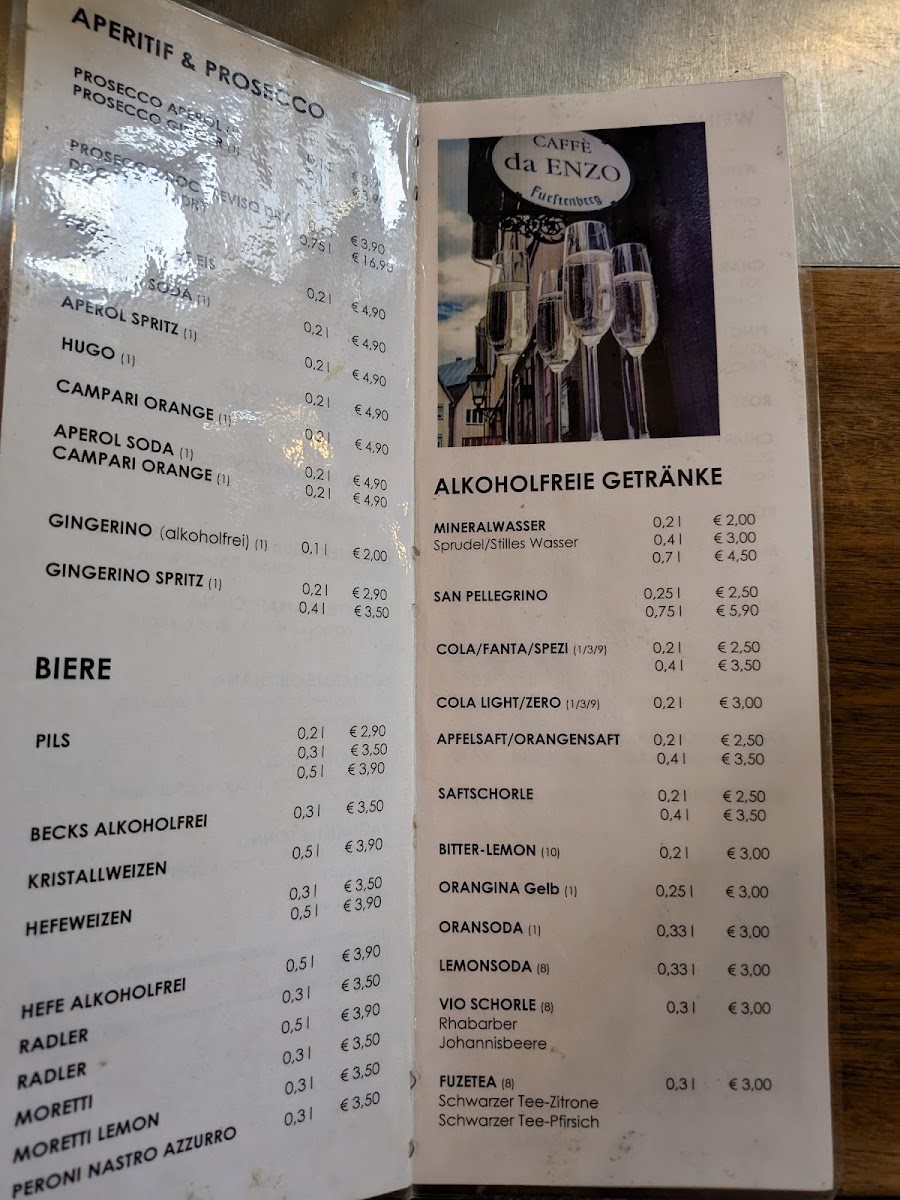 APERITIF & PROSECCO
PROSECCO APEROL
PROSECCO
PROSECCO DOC TREVISO DRY € 3,90
0,75 l € 16,90
EIS
SODA (1) 0,2 l € 4,90
APEROL SPRITZ (1) 0,2 l € 4,90
HUGO (1) 0,2 l € 4,90
CAMPARI ORANGE (1) 0,2 l € 4,90
0,2 l € 4,90
APEROL SODA (1) 0,2 l € 4,90
CAMPARI ORANGE (1) 0,2 l € 4,90
GINGERINO (alkoholfrei) (1) 0,1 l € 2,00
GINGERINO SPRITZ (1) 0,2 l € 2,90
0,4 l € 3,50
BIERE
PILS 0,2 l € 2,90
0,3 l € 3,50
0,5 l € 3,90
BECKS ALKOHOLFREI 0,3 l € 3,50
KRISTALLWEIZEN 0,5 l € 3,90
HEFEWEIZEN 0,3 l € 3,50
0,5 l € 3,90
HEFE ALKOHOLFREI 0,5 l € 3,90
RADLER 0,3 l € 3,50
RADLER 0,5 l € 3,90
MORETTI 0,3 l € 3,50
MORETTI LEMON 0,3 l € 3,50
PERONI NASTRO AZZURRO 0,3 l € 3,50
CAFFÈ
da ENZO
Fürstenberg
ALKOHOLFREIE GETRÄNKE
MINERALWASSER 0,2 l € 2,00
Sprudel/Stilles Wasser 0,4 l € 3,00
0,7 l € 4,50
SAN PELLEGRINO 0,25 l € 2,50
0,75 l € 5,90
COLA/FANTA/SPEZI (1/3/9) 0,2 l € 2,50
0,4 l € 3,50
COLA LIGHT/ZERO (1/3/9) 0,2 l € 3,00
APFELSAFT/ORANGENSAFT 0,2 l € 2,50
0,4 l € 3,50
SAFTSCHORLE 0,2 l € 2,50
0,4 l € 3,50
BITTER-LEMON (10) 0,2 l € 3,00
ORANGINA Gelb (1) 0,25 l € 3,00
ORANSODA (1) 0,33 l € 3,00
LEMONSODA (8) 0,33 l € 3,00
VIO SCHORLE (8) 0,3 l € 3,00
Rhabarber
Johannisbeere
FUZETEA (8) 0,3 l € 3,00
Schwarzer Tee-Zitrone
Schwarzer Tee-Pfirsich